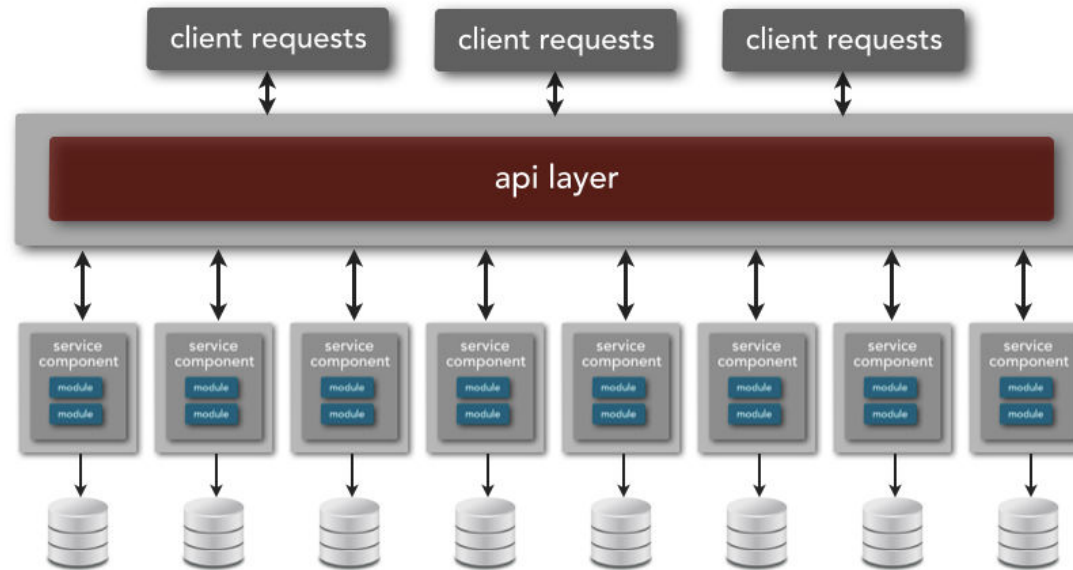 client requests
client requests
client requests
api layer
service
component
module
module
service
component
module
module
service
component
module
module
service
component
module
module
service
component
module
module
service
component
module
module
service
component
module
module
service
component
module
module